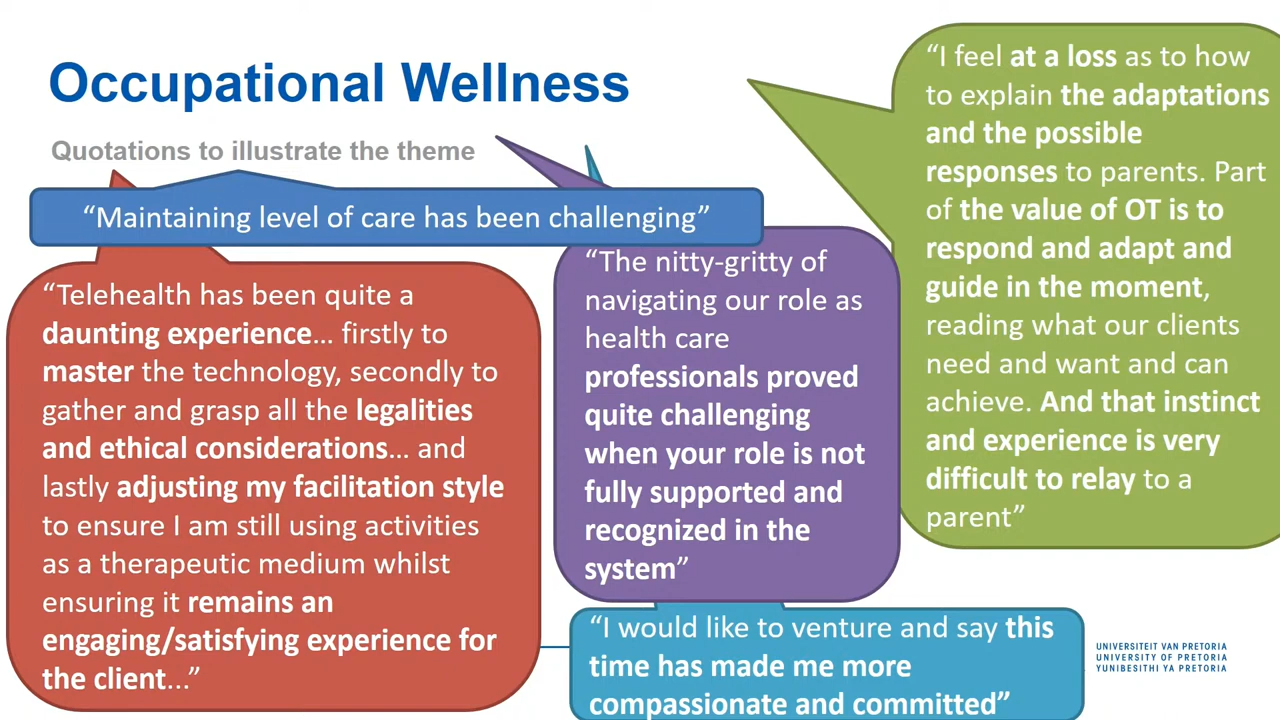 Occupational Wellness
Quotations to illustrate the theme
“Maintaining level of care has been challenging”
“Telehealth has been quite a
daunting experience… firstly to
master the technology, secondly to
gather and grasp all the legalities
and ethical considerations… and
lastly adjusting my facilitation style
to ensure I am still using activities
as a therapeutic medium whilst
ensuring it remains an
engaging/satisfying experience for
the client...”
“The nitty-gritty of
navigating our role as
health care
professionals proved
quite challenging
when your role is not
fully supported and
recognized in the
system”
“I would like to venture and say this
time has made me more
compassionate and committed”
“I feel at a loss as to how
to explain the adaptations
and the possible
responses to parents. Part
of the value of OT is to
respond and adapt and
guide in the moment,
reading what our clients
need and want and can
achieve. And that instinct
and experience is very
difficult to relay to a
parent”
UNIVERSITEIT VAN PRETORIA
UNIVERSITY OF PRETORIA
YUNIBESITHI YA PRETORIA